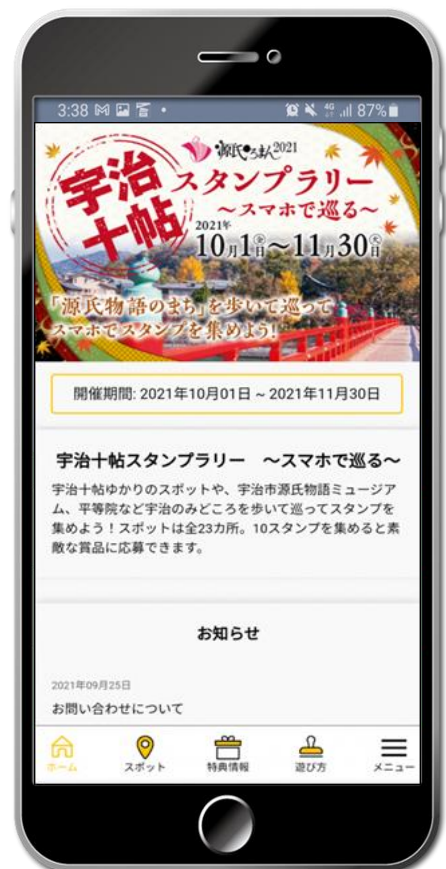 3:38
4G
87%
源氏ろまん2021
宇治
十帖
スタンプラリー
～スマホで巡る～
2021年
10月1日金～11月30日火
「源氏物語のまち」を歩いて巡って
スマホでスタンプを集めよう!
開催期間: 2021年10月01日 ~ 2021年11月30日
宇治十帖スタンプラリー　～スマホで巡る～
宇治十帖ゆかりのスポットや、宇治市源氏物語ミュージア
ム、平等院など宇治のみどころを歩いて巡ってスタンプを
集めよう！スポットは全23カ所。10スタンプを集めると素
敵な賞品に応募できます。
お知らせ
2021年09月25日
お問い合わせについて
ホーム
スポット
特典情報
遊び方
メニュー